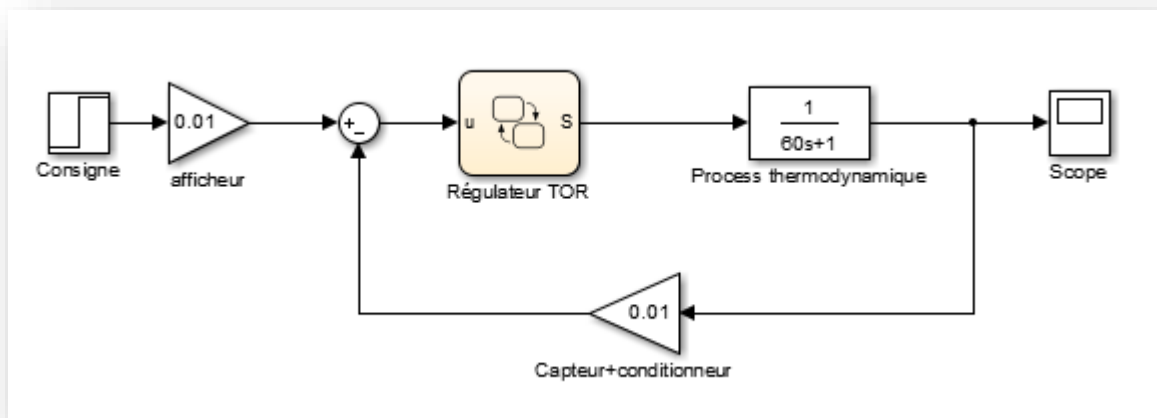 0.01
+
-
u
S
1
60s+1
Consigne
afficheur
Régulateur TOR
Process thermodynamique
Scope
0.01
Capteur+conditionneur